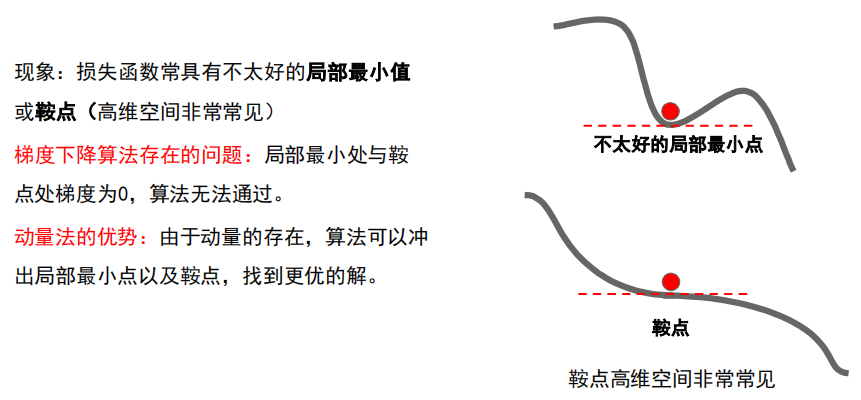 现象：损失函数常具有不太好的局部最小值
或鞍点（高维空间非常常见）
梯度下降算法存在的问题：局部最小处与鞍
点处梯度为0，算法无法通过。
动量法的优势：由于动量的存在，算法可以冲
出局部最小点以及鞍点，找到更优的解。
不太好的局部最小点
鞍点
鞍点高维空间非常常见